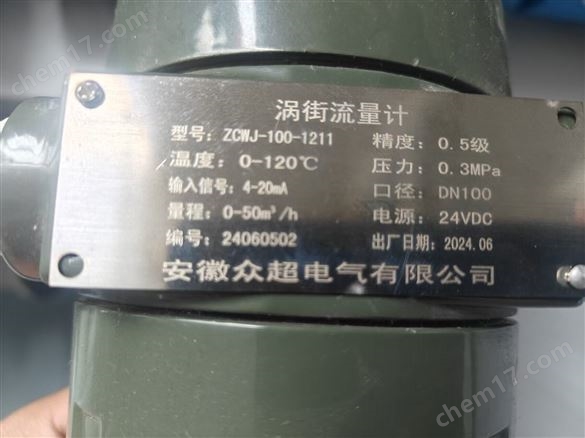 chem17.com
涡街流量计
型号: ZCWJ-100-1211 精度: 0.5级
温度: 0-120℃ 压力: 0.3MPa
输入信号: 4-20mA 口径: DN100
量程: 0-50m³/h 电源: 24VDC
编号: 24060502 出厂日期: 2024.06
安徽众超电气有限公司
chem17.com
chem17.com